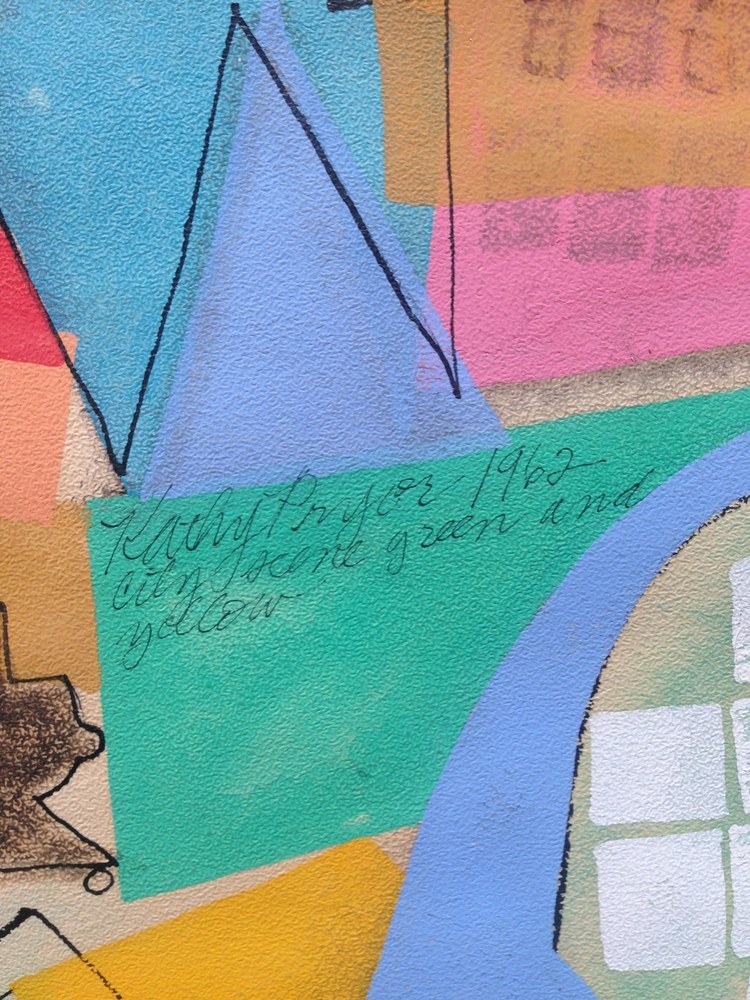 Kathy Pryor 1962
city scene green and
yellow